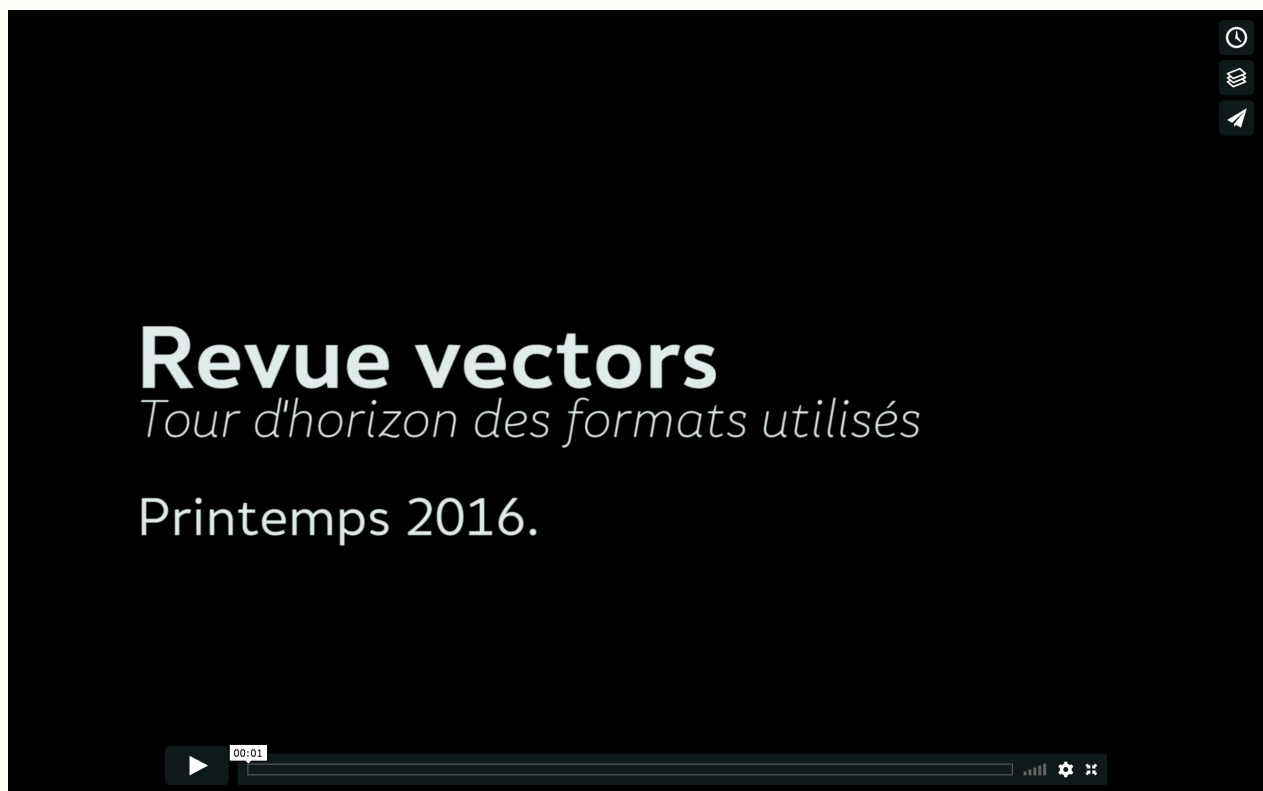 Revue vectors
Tour d'horizon des formats utilisés
Printemps 2016.
00:01